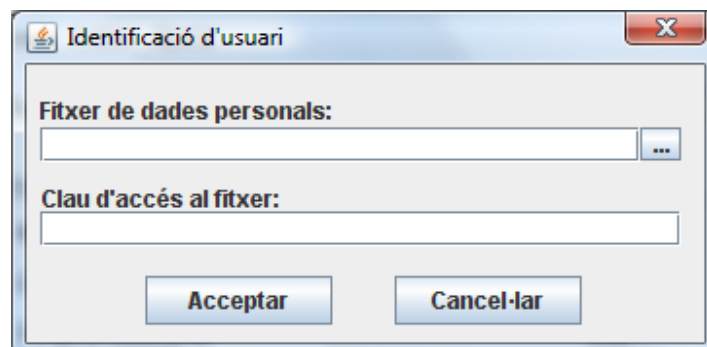 Identificació d'usuari
Fitxer de dades personals:
...
Clau d'accés al fitxer:
Acceptar Cancel·lar